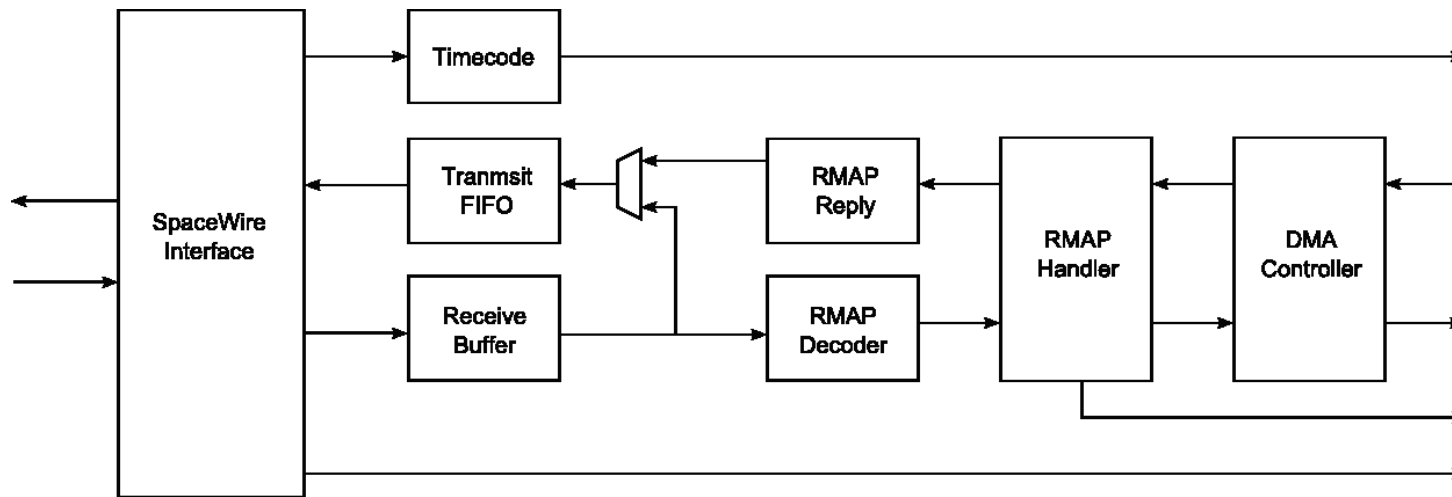 Timecode
Tranmsit
FIFO
SpaceWire
Interface
RMAP
Reply
RMAP
Handler
DMA
Controller
Receive
Buffer
RMAP
Decoder